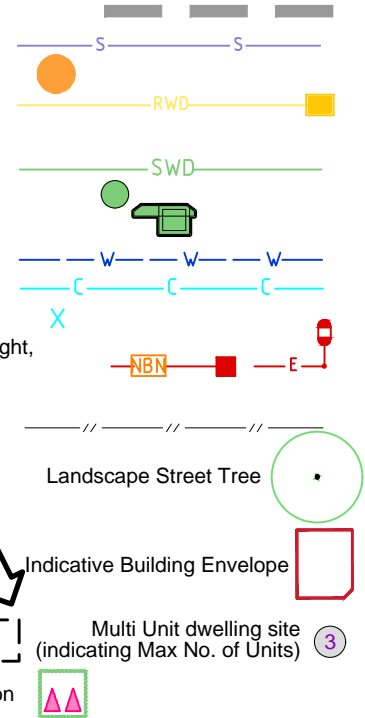 S S
RWD
SWD
W W W
C C C
X
ght,
NBN E
// // //
Landscape Street Tree
Indicative Building Envelope
Multi Unit dwelling site
(indicating Max No. of Units) 3
on